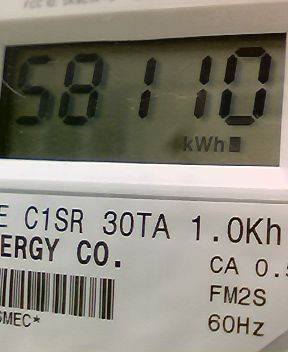 58110
kWh
E C1SR 30TA 1.0Kh
ERGY CO.
CA 0.5
FM2S
SMEC*
60Hz